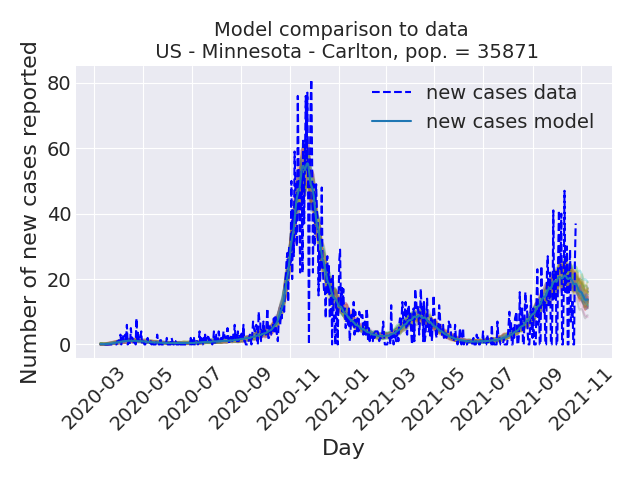 Model comparison to data
US - Minnesota - Carlton, pop. = 35871
Number of new cases reported
80
60
40
20
0
new cases data
new cases model
2020-03
2020-05
2020-07
2020-09
2020-11
2021-01
2021-03
2021-05
2021-07
2021-09
2021-11
Day